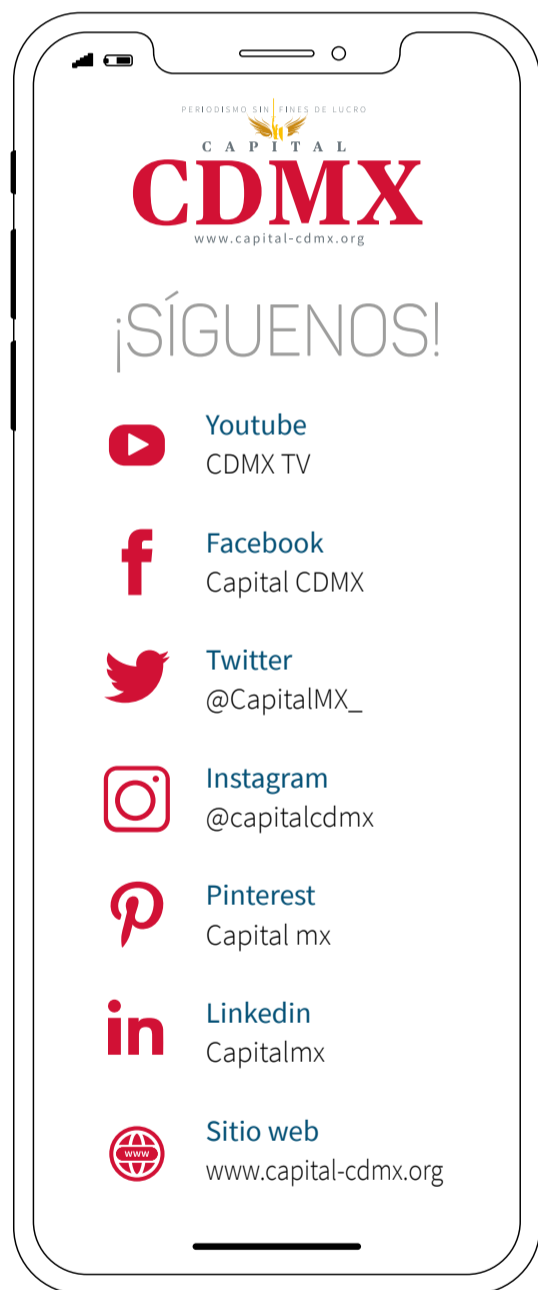 PERIODISMO SIN FINES DE LUCRO
CAPITAL
CDMX
www.capital-cdmx.org
¡SÍGUENOS!
Youtube
CDMX TV
Facebook
Capital CDMX
Twitter
@CapitalMX_
Instagram
@capitalcdmx
Pinterest
Capital mx
Linkedin
Capitalmx
Sitio web
www
www.capital-cdmx.org